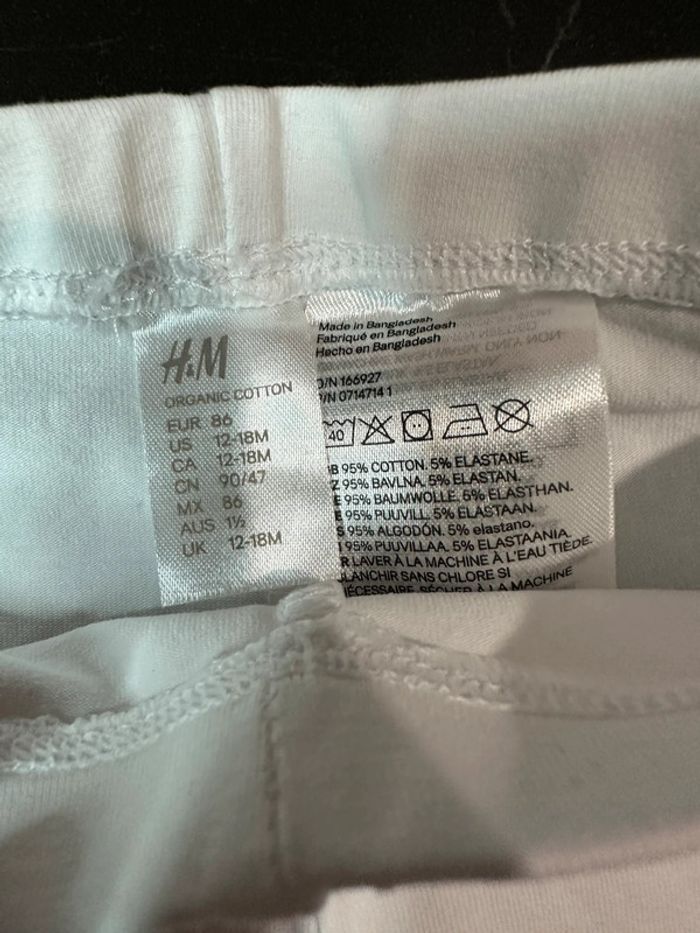 H&M
ORGANIC COTTON
EUR 86
US 12-18M
CA 12-18M
CN 90/47
MX 86
AUS 1½
UK 12-18M
Made in Bangladesh
Fabriqué en Bangladesh
Hecho en Bangladesh
O/N 166927
P/N 0714714 1
40
B 95% COTTON. 5% ELASTANE.
Z 95% BAVLNA, 5% ELASTAN.
E 95% BAUMWOLLE, 5% ELASTHAN.
E 95% PUUVILL. 5% ELASTAAN.
S 95% ALGODÓN. 5% elastano.
I 95% PUUVILLAA. 5% ELASTAANIA.
R LAVER À LA MACHINE À L'EAU TIÈDE.
BLANCHIR SANS CHLORE SI
NÉCESSAIRE. SÉCHER À LA MACHINE